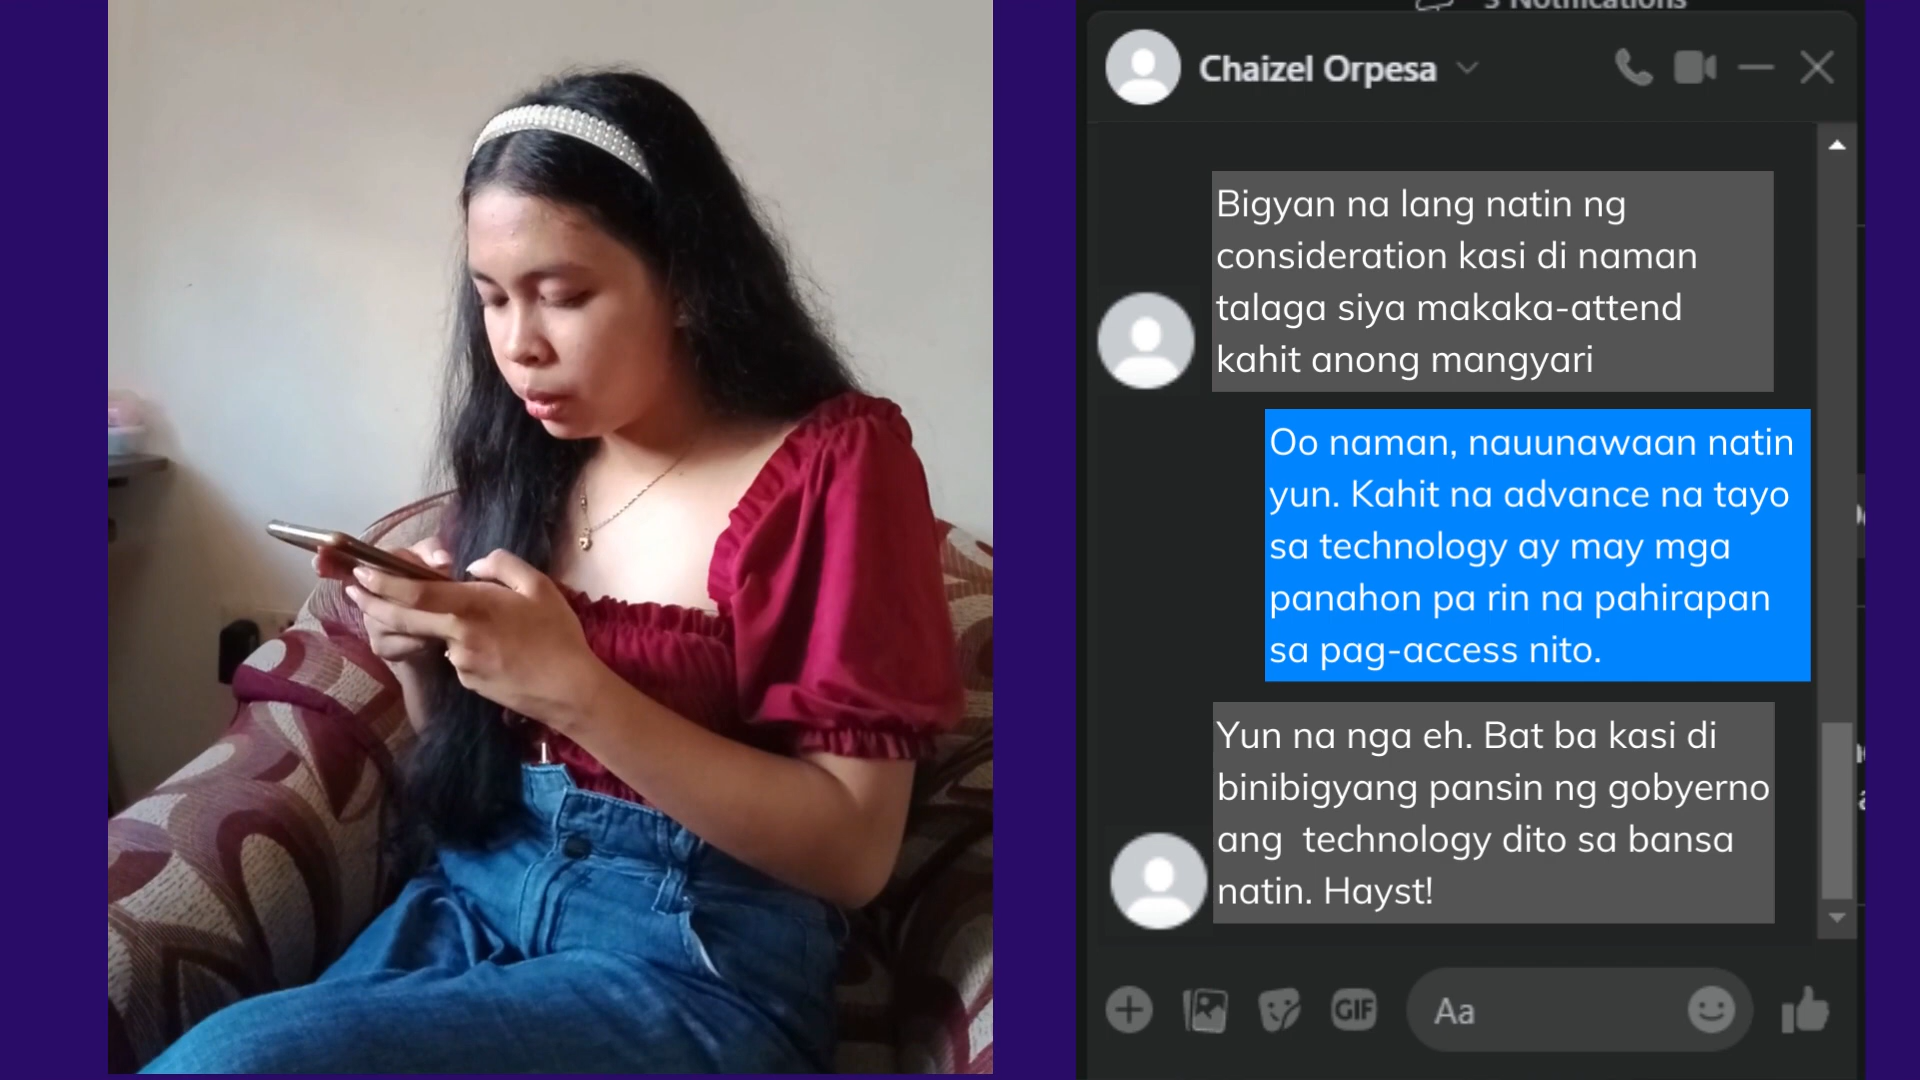 3 Notifications
Chaizel Orpesa
Bigyan na lang natin ng
consideration kasi di naman
talaga siya makaka-attend
kahit anong mangyari
Oo naman, nauunawaan natin
yun. Kahit na advance na tayo
sa technology ay may mga
panahon pa rin na pahirapan
sa pag-access nito.
Yun na nga eh. Bat ba kasi di
binibigyang pansin ng gobyerno
ang technology dito sa bansa
natin. Hayst!
GIF
Aa